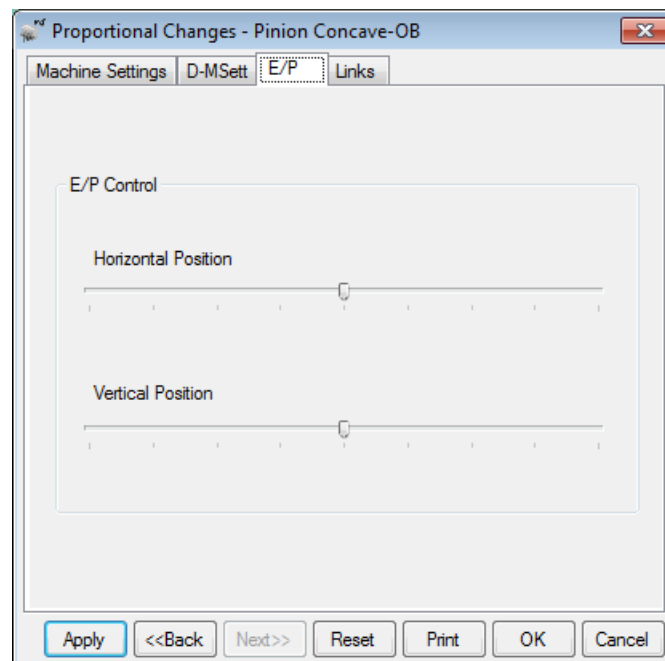 Proportional Changes - Pinion Concave-OB
Machine Settings D-MSett E/P Links
E/P Control
Horizontal Position
Vertical Position
Apply <<Back Next>> Reset Print OK Cancel